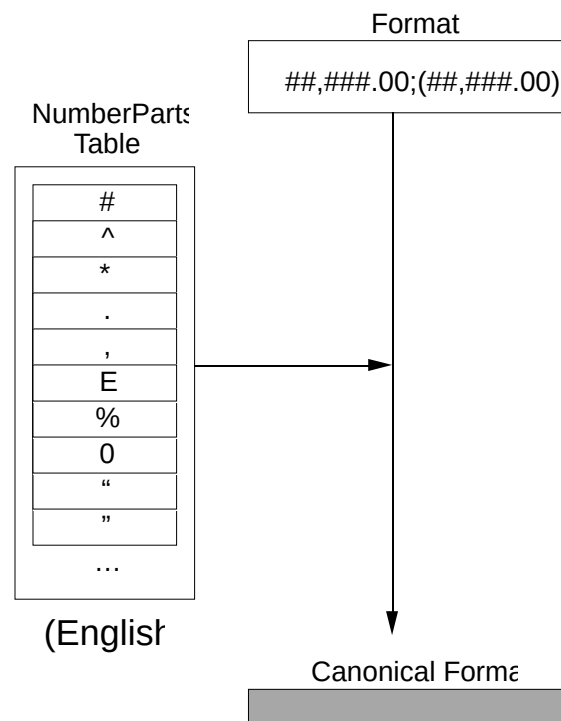 Format
##,###.00;(##,###.00)
NumberParts
Table
#
^
*
.
,
E
%
0
“
”
…
(English
Canonical Forma